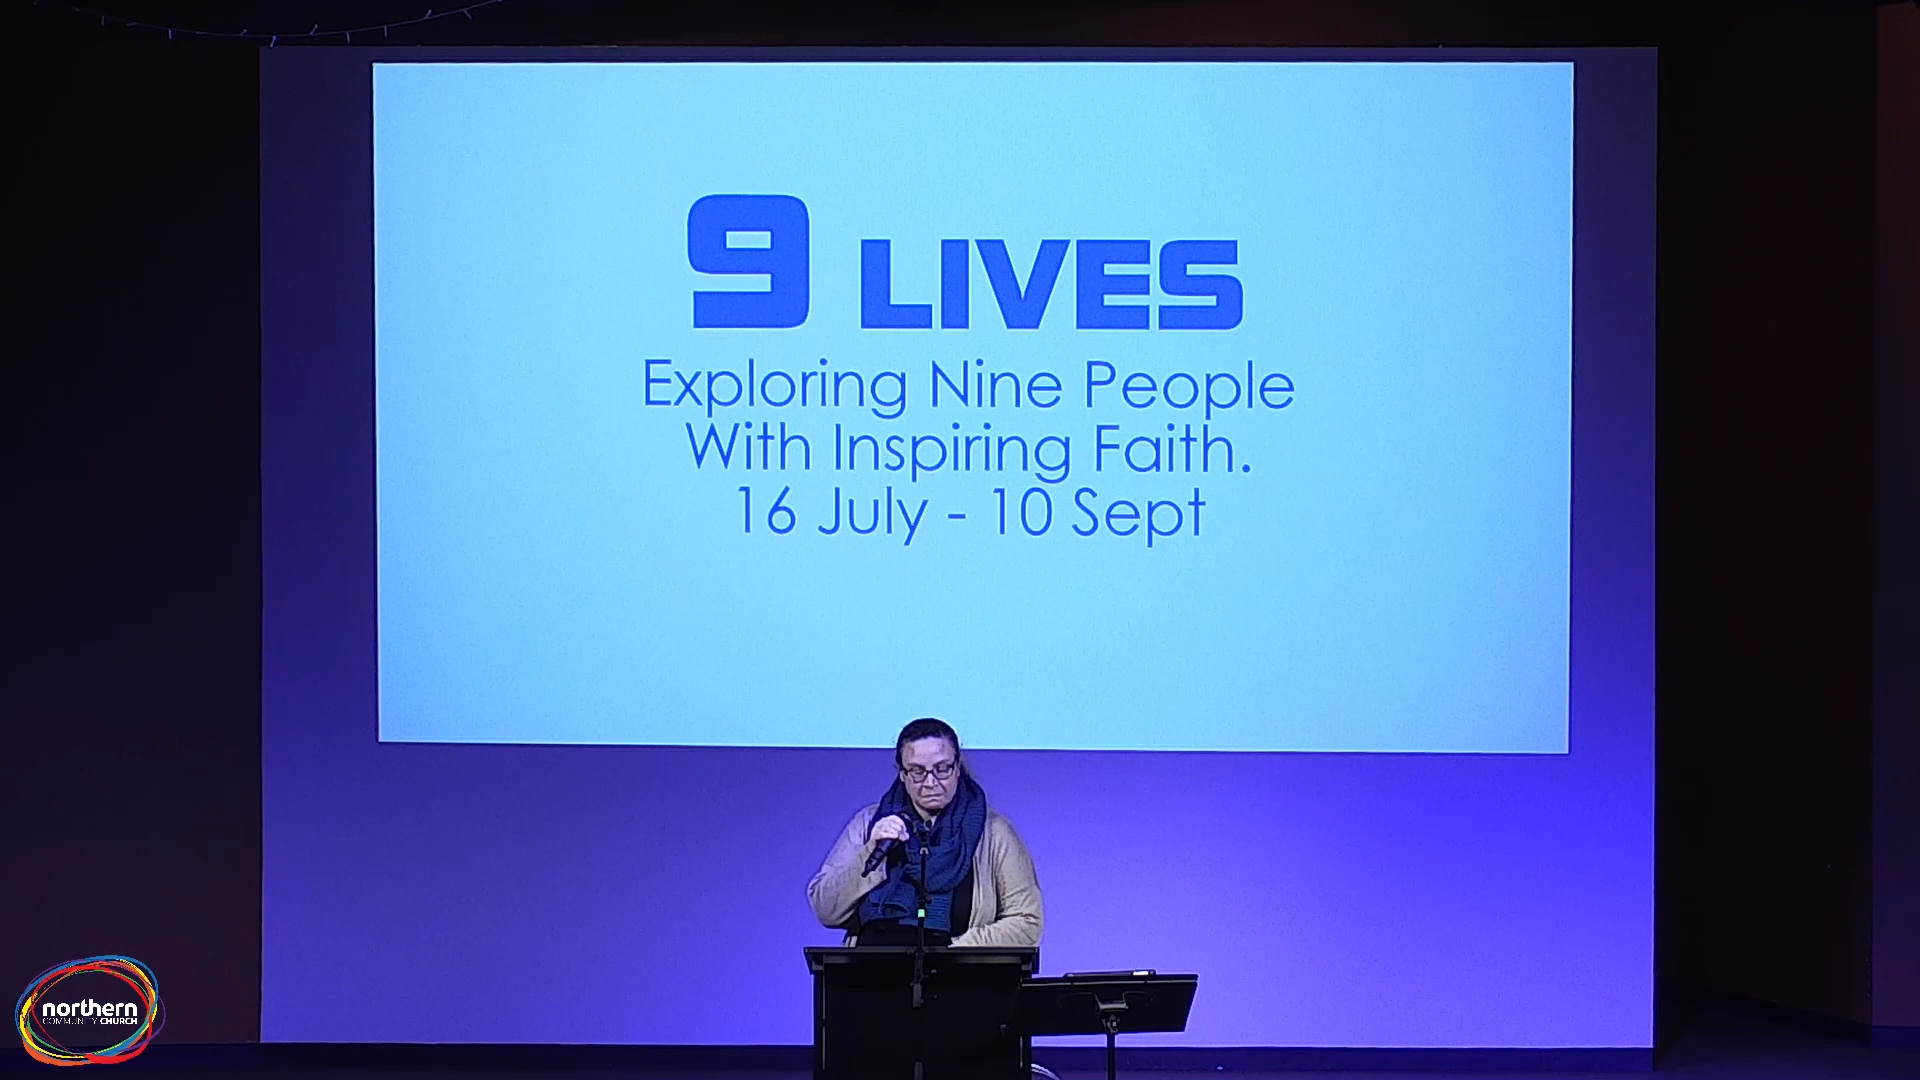 9 LIVES
Exploring Nine People
With Inspiring Faith.
16 July - 10 Sept
northern
COMMUNITY CHURCH